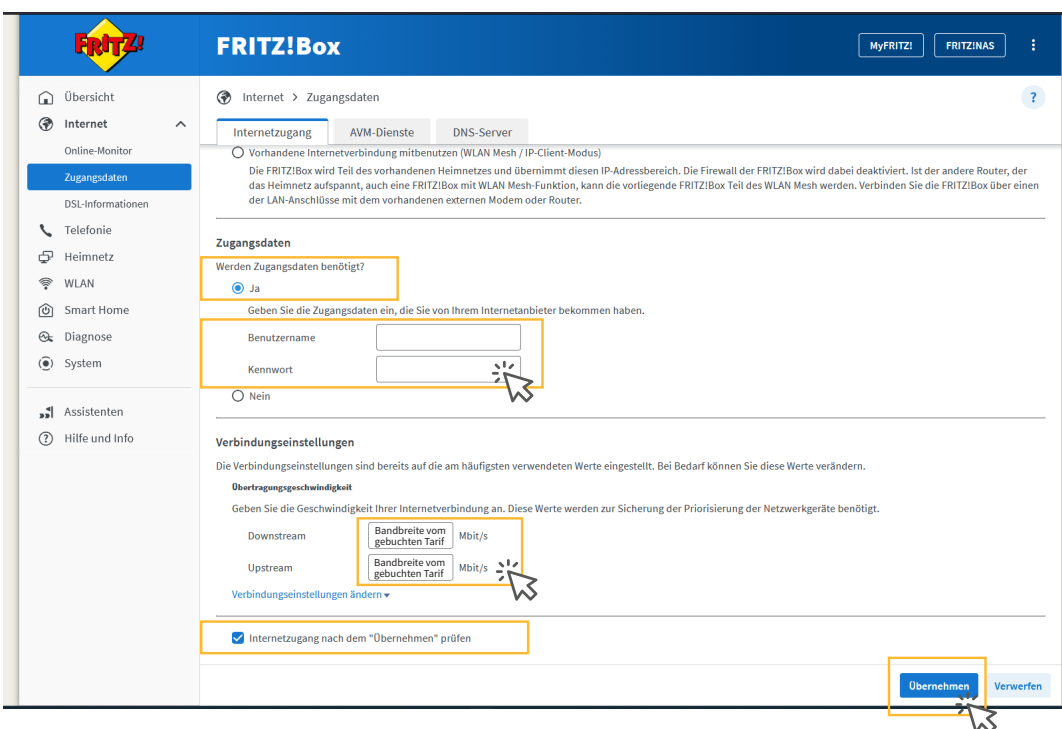 FRITZ!
FRITZ!Box
MyFRITZ!
FRITZ!NAS
Übersicht
Internet
Online-Monitor
Zugangsdaten
DSL-Informationen
Telefonie
Heimnetz
WLAN
Smart Home
Diagnose
System
Assistenten
Hilfe und Info
Internet > Zugangsdaten
?
Internetzugang
AVM-Dienste
DNS-Server
Vorhandene Internetverbindung mitbenutzen (WLAN Mesh / IP-Client-Modus)
Die FRITZ!Box wird Teil des vorhandenen Heimnetzes und übernimmt diesen IP-Adressbereich. Die Firewall der FRITZ!Box wird dabei deaktiviert. Ist der andere Router, der
das Heimnetz aufspannt, auch eine FRITZ!Box mit WLAN Mesh-Funktion, kann die vorliegende FRITZ!Box Teil des WLAN Mesh werden. Verbinden Sie die FRITZ!Box über einen
der LAN-Anschlüsse mit dem vorhandenen externen Modem oder Router.
Zugangsdaten
Werden Zugangsdaten benötigt?
Ja
Geben Sie die Zugangsdaten ein, die Sie von Ihrem Internetanbieter bekommen haben.
Benutzername
Kennwort
Nein
Verbindungseinstellungen
Die Verbindungseinstellungen sind bereits auf die am häufigsten verwendeten Werte eingestellt. Bei Bedarf können Sie diese Werte verändern.
Übertragungsgeschwindigkeit
Geben Sie die Geschwindigkeit Ihrer Internetverbindung an. Diese Werte werden zur Sicherung der Priorisierung der Netzwerkgeräte benötigt.
Downstream
Bandbreite vom
gebuchten Tarif
Mbit/s
Upstream
Bandbreite vom
gebuchten Tarif
Mbit/s
Verbindungseinstellungen ändern
Internetzugang nach dem "Übernehmen" prüfen
Übernehmen
Verwerfen